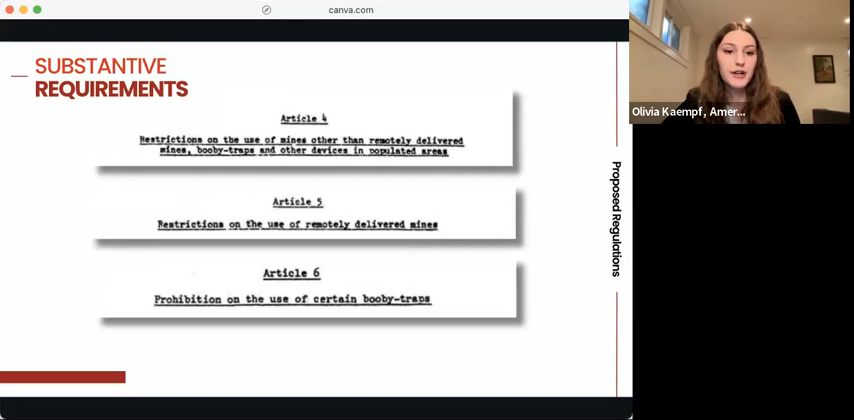 canva.com
SUBSTANTIVE
REQUIREMENTS
Article 4
Restrictions on the use of mines other than remotely delivered
mines, booby-traps and other devices in populated areas
Article 5
Restrictions on the use of remotely delivered mines
Article 6
Prohibition on the use of certain booby-traps
Proposed Regulations
Olivia Kaempf, Amer...